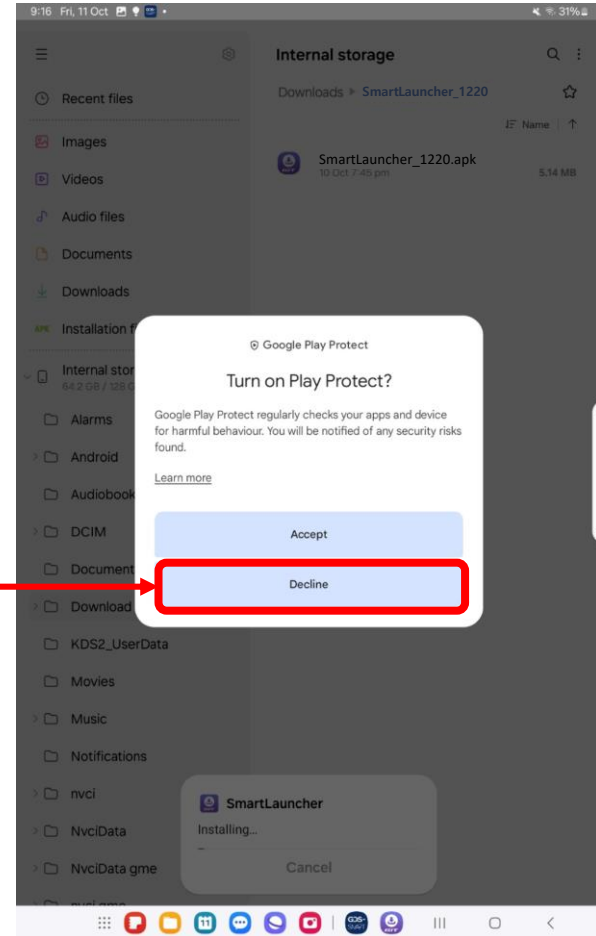 9:16 Fri, 11 Oct
31%
Internal storage
Downloads
SmartLauncher_1220
Recent files
Name
Images
SmartLauncher_1220.apk
10 Oct 7:45 pm
5.14 MB
Videos
Audio files
Documents
Downloads
APK
Installation f
Internal stor
64.2 GB / 128 G
Alarms
Android
Audiobook
DCIM
Document
Download
KDS2_UserData
Movies
Music
Notifications
nvci
NvciData
NvciData gme
Google Play Protect
Turn on Play Protect?
Google Play Protect regularly checks your apps and device
for harmful behaviour. You will be notified of any security risks
found.
Learn more
Accept
Decline
SmartLauncher
Installing...
Cancel
11
GDS-